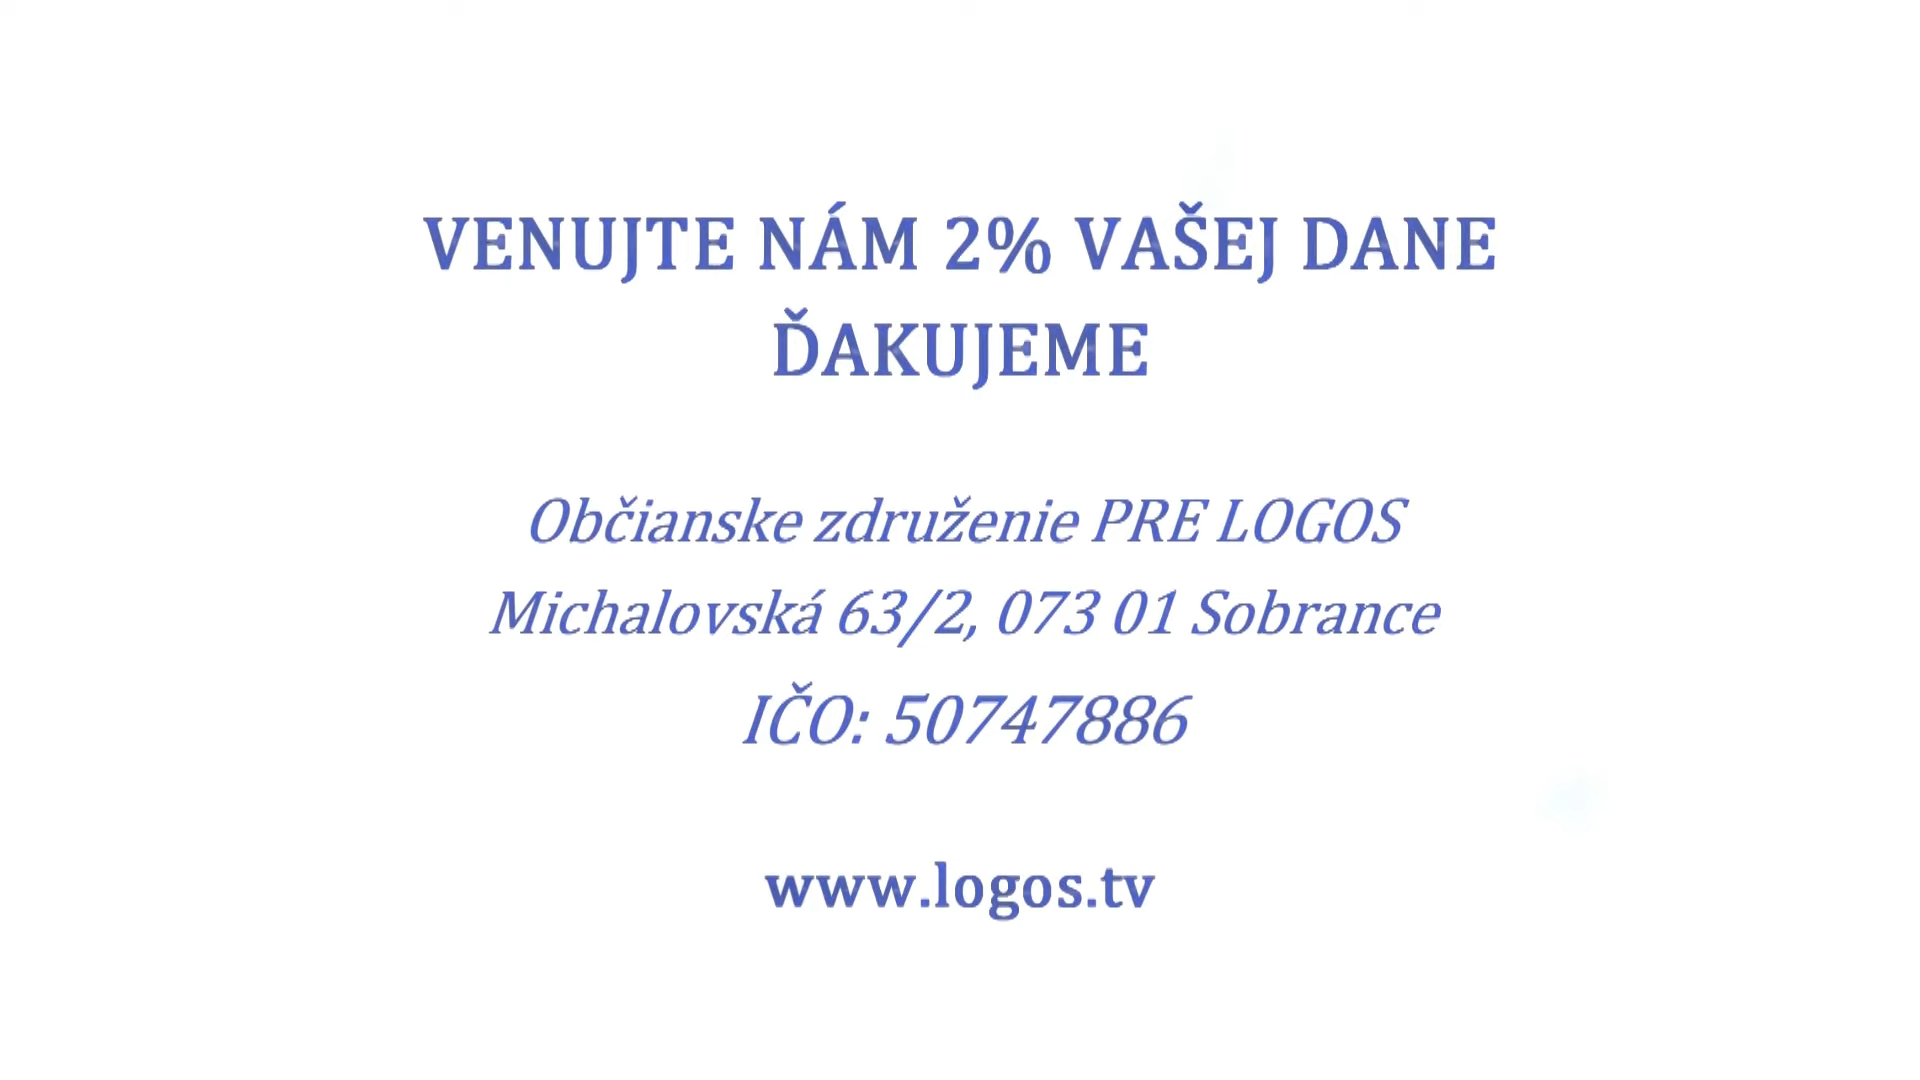 VENUJTE NÁM 2% VAŠEJ DANE
ĎAKUJEME
Občianske združenie PRE LOGOS
Michalovská 63/2, 073 01 Sobrance
IČO: 50747886
www.logos.tv